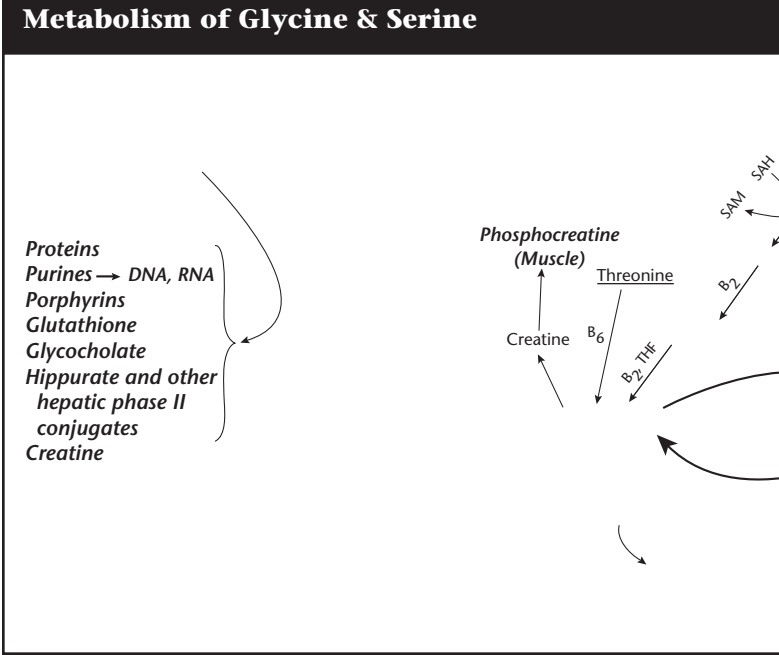 Metabolism of Glycine & Serine
Proteins
Purines → DNA, RNA
Porphyrins
Glutathione
Glycocholate
Hippurate and other
hepatic phase II
conjugates
Creatine
Phosphocreatine
(Muscle)
Threonine
Creatine
B6
B2, THF
B2
SAM
SAH